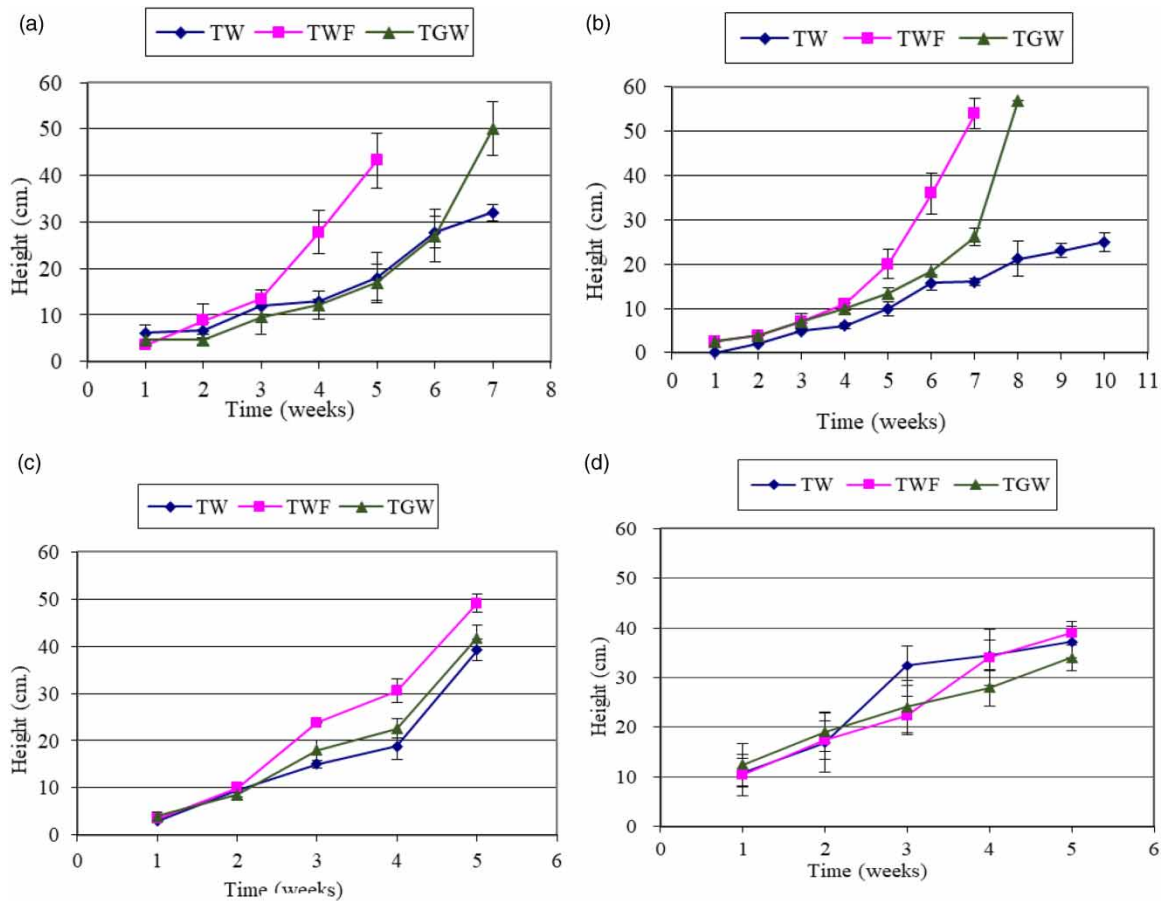 (a)
TW TWF TGW
60
50
40
30
20
10
0
Height (cm.)
0 1 2 3 4 5 6 7 8
Time (weeks)
(b)
TW TWF TGW
60
50
40
30
20
10
0
Height (cm.)
0 1 2 3 4 5 6 7 8 9 10 11
Time (weeks)
(c)
TW TWF TGW
60
50
40
30
20
10
0
Height (cm.)
0 1 2 3 4 5 6
Time (weeks)
(d)
TW TWF TGW
60
50
40
30
20
10
0
Height (cm.)
0 1 2 3 4 5 6
Time (weeks)